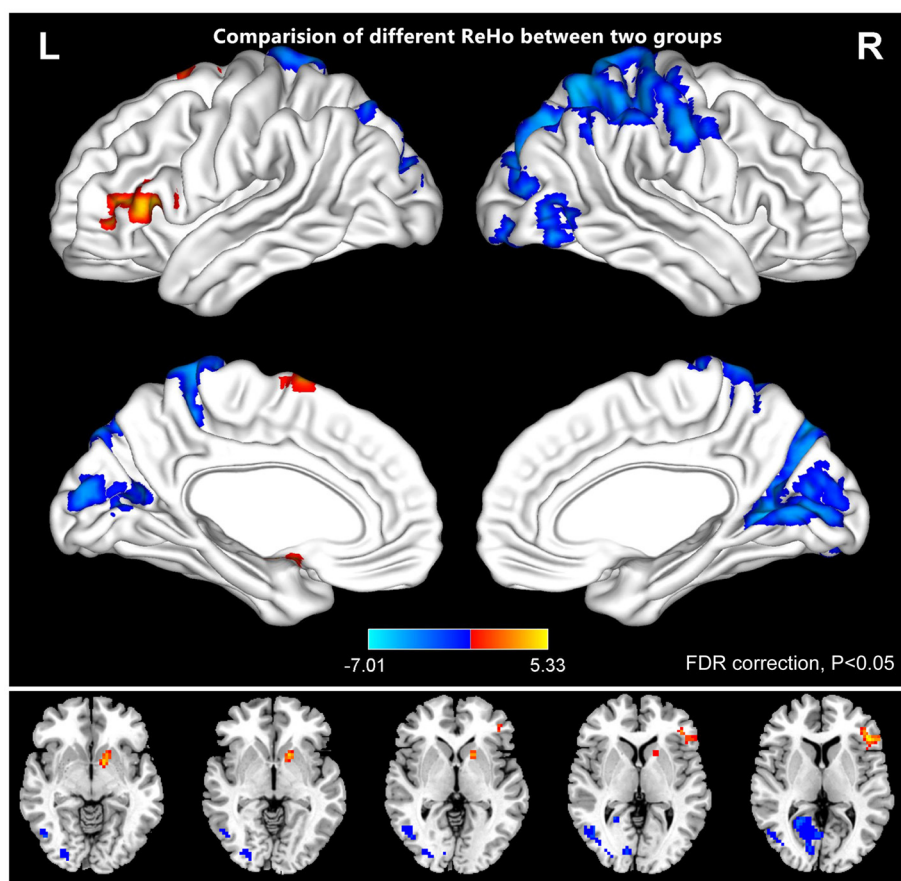 Comparision of different ReHo between two groups
L
R
-7.01
5.33
FDR correction, P<0.05